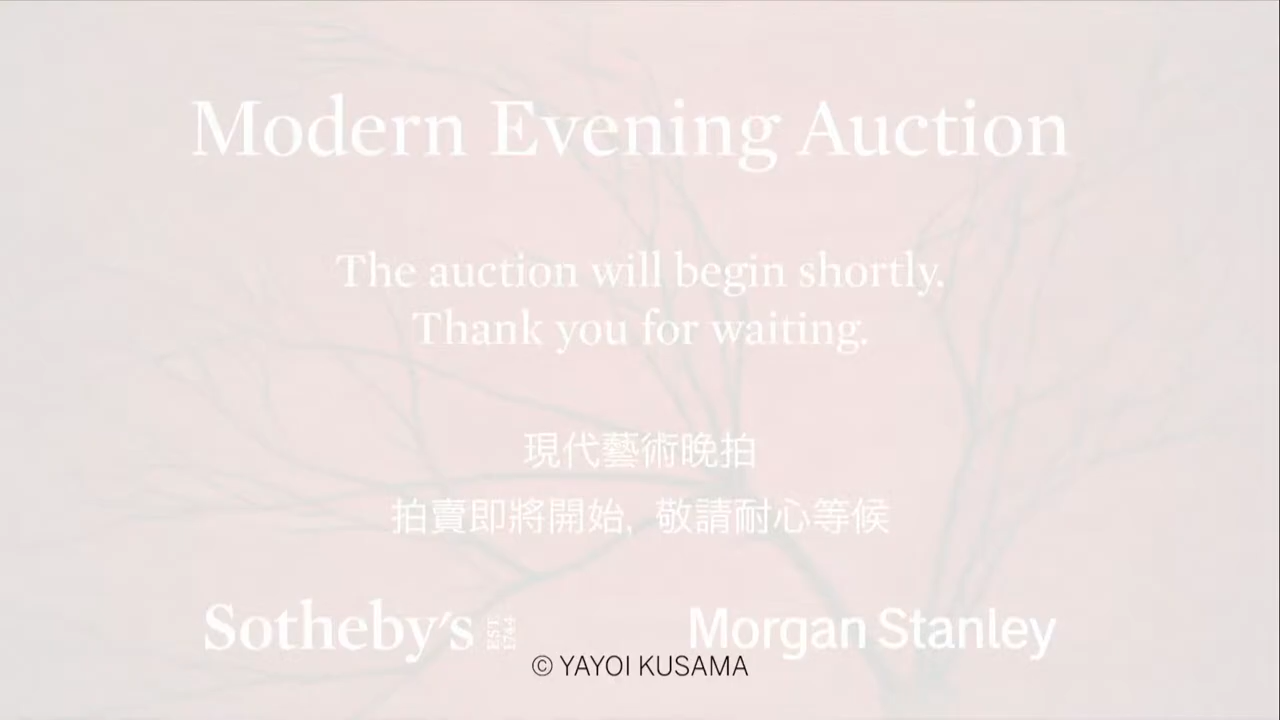 Modern Evening Auction
The auction will begin shortly.
Thank you for waiting.
現代藝術晚拍
拍賣即將開始, 敬請耐心等候
Sotheby's EST. 1744
Morgan Stanley
© YAYOI KUSAMA